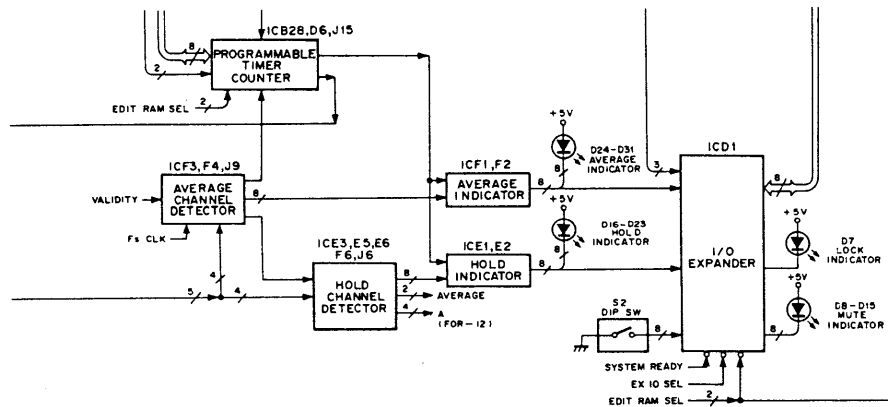 ICB28,D6,J15
8
PROGRAMMABLE
TIMER
COUNTER
2
EDIT RAM SEL 2
+5V
ICD1
D24-D31
AVERAGE
INDICATOR
8
3
8
ICF3,F4,J9
AVERAGE
CHANNEL
DETECTOR
8
VALIDITY
Fs CLK
ICF1,F2
AVERAGE
INDICATOR
8
+5V
D16-D23
HOLD
INDICATOR
8
+5V
D7
LOCK
INDICATOR
I/O
EXPANDER
ICE3,E5,E6
F6,J6
HOLD
CHANNEL
DETECTOR
ICE1,E2
HOLD
INDICATOR
8
8
4
5
4
2
AVERAGE
4
A
(FOR-12)
+5V
D8-D15
MUTE
INDICATOR
8
S2
DIP SW
8
SYSTEM READY
EX IO SEL
EDIT RAM SEL 2